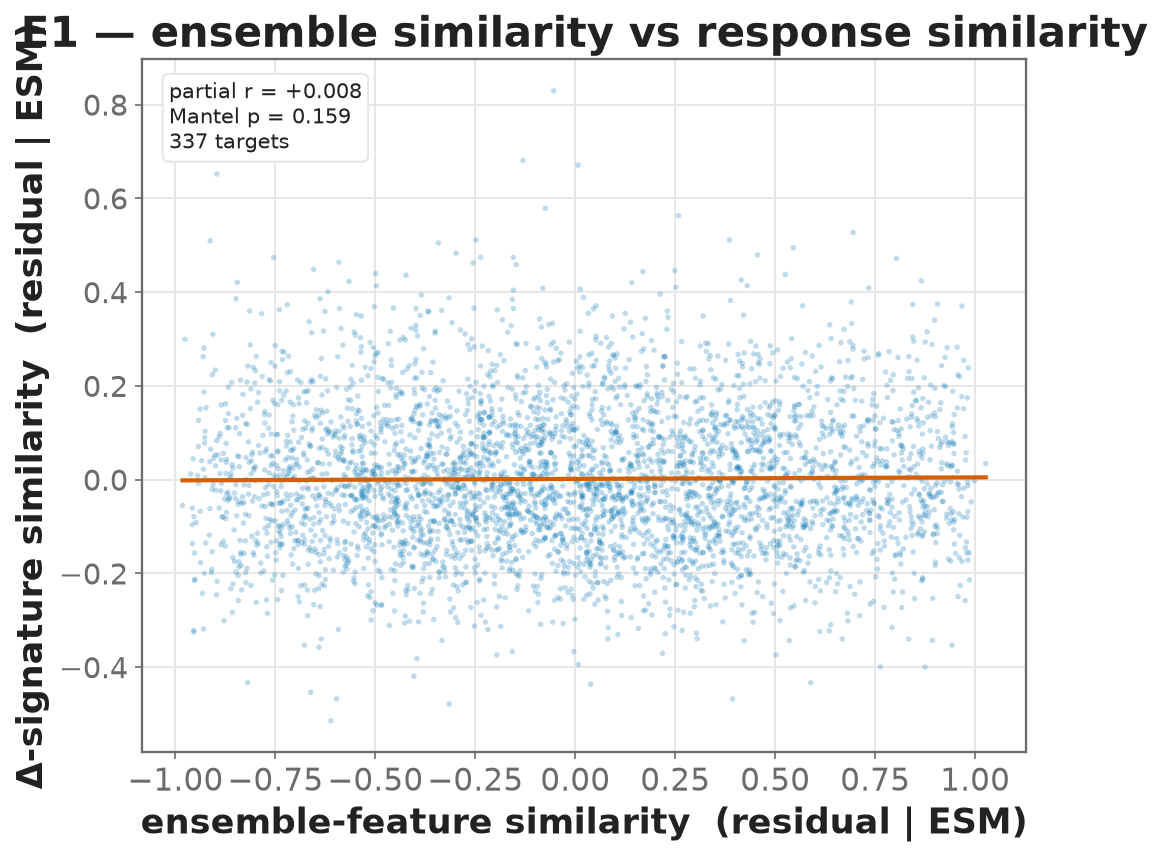 H1 — ensemble similarity vs response similarity
Δ-signature similarity (residual | ESM)
partial r = +0.008
Mantel p = 0.159
337 targets
0.8
0.6
0.4
0.2
0.0
−0.2
−0.4
−1.00 −0.75 −0.50 −0.25 0.00 0.25 0.50 0.75 1.00
ensemble-feature similarity (residual | ESM)